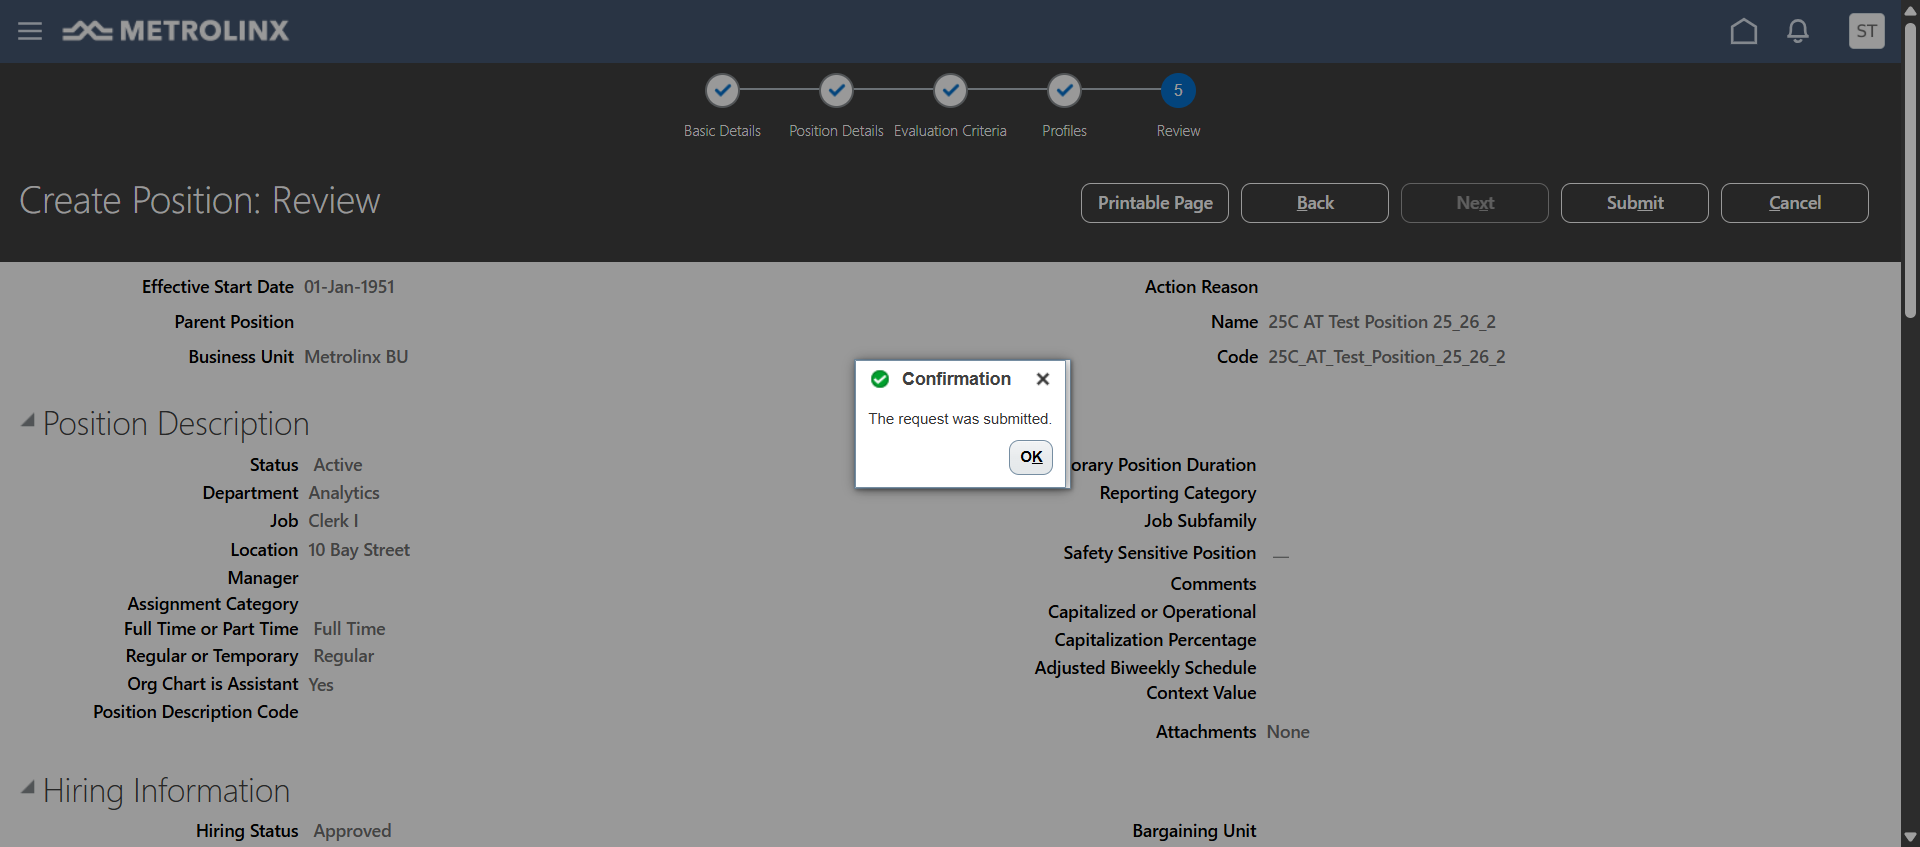 METROLINX
ST
5
Basic Details
Position Details
Evaluation Criteria
Profiles
Review
Create Position: Review
Printable Page
Back
Next
Submit
Cancel
Effective Start Date 01-Jan-1951
Action Reason
Parent Position
Name 25C AT Test Position 25_26_2
Business Unit Metrolinx BU
Code 25C_AT_Test_Position_25_26_2
Confirmation
The request was submitted.
OK
Position Description
Status Active
Department Analytics
Job Clerk I
Location 10 Bay Street
Manager
Assignment Category
Full Time or Part Time Full Time
Regular or Temporary Regular
Org Chart is Assistant Yes
Position Description Code
orary Position Duration
Reporting Category
Job Subfamily
Safety Sensitive Position —
Comments
Capitalized or Operational
Capitalization Percentage
Adjusted Biweekly Schedule
Context Value
Attachments None
Hiring Information
Hiring Status Approved
Bargaining Unit